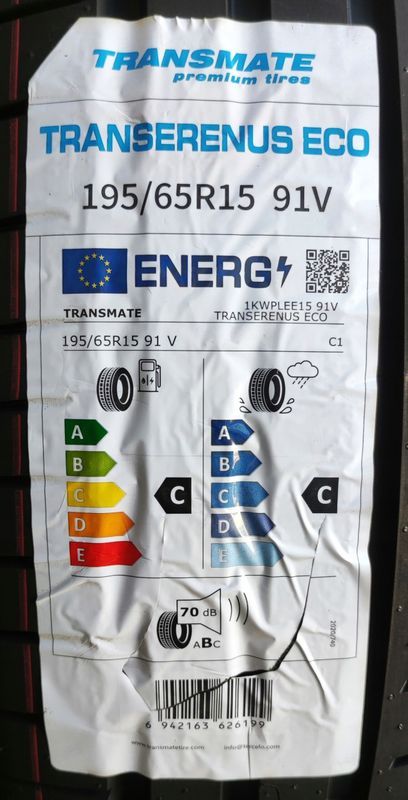 TRANSMATE
premium tires
TRANSERENUS ECO
195/65R15 91V
ENERG
TRANSMATE
1KWPLEE15 91V
TRANSERENUS ECO
195/65R15 91 V
C1
A
B
C
D
E
C
A
B
C
D
E
C
70 dB
ABC
2020/740
6 942163 626199
www.transmatetire.com